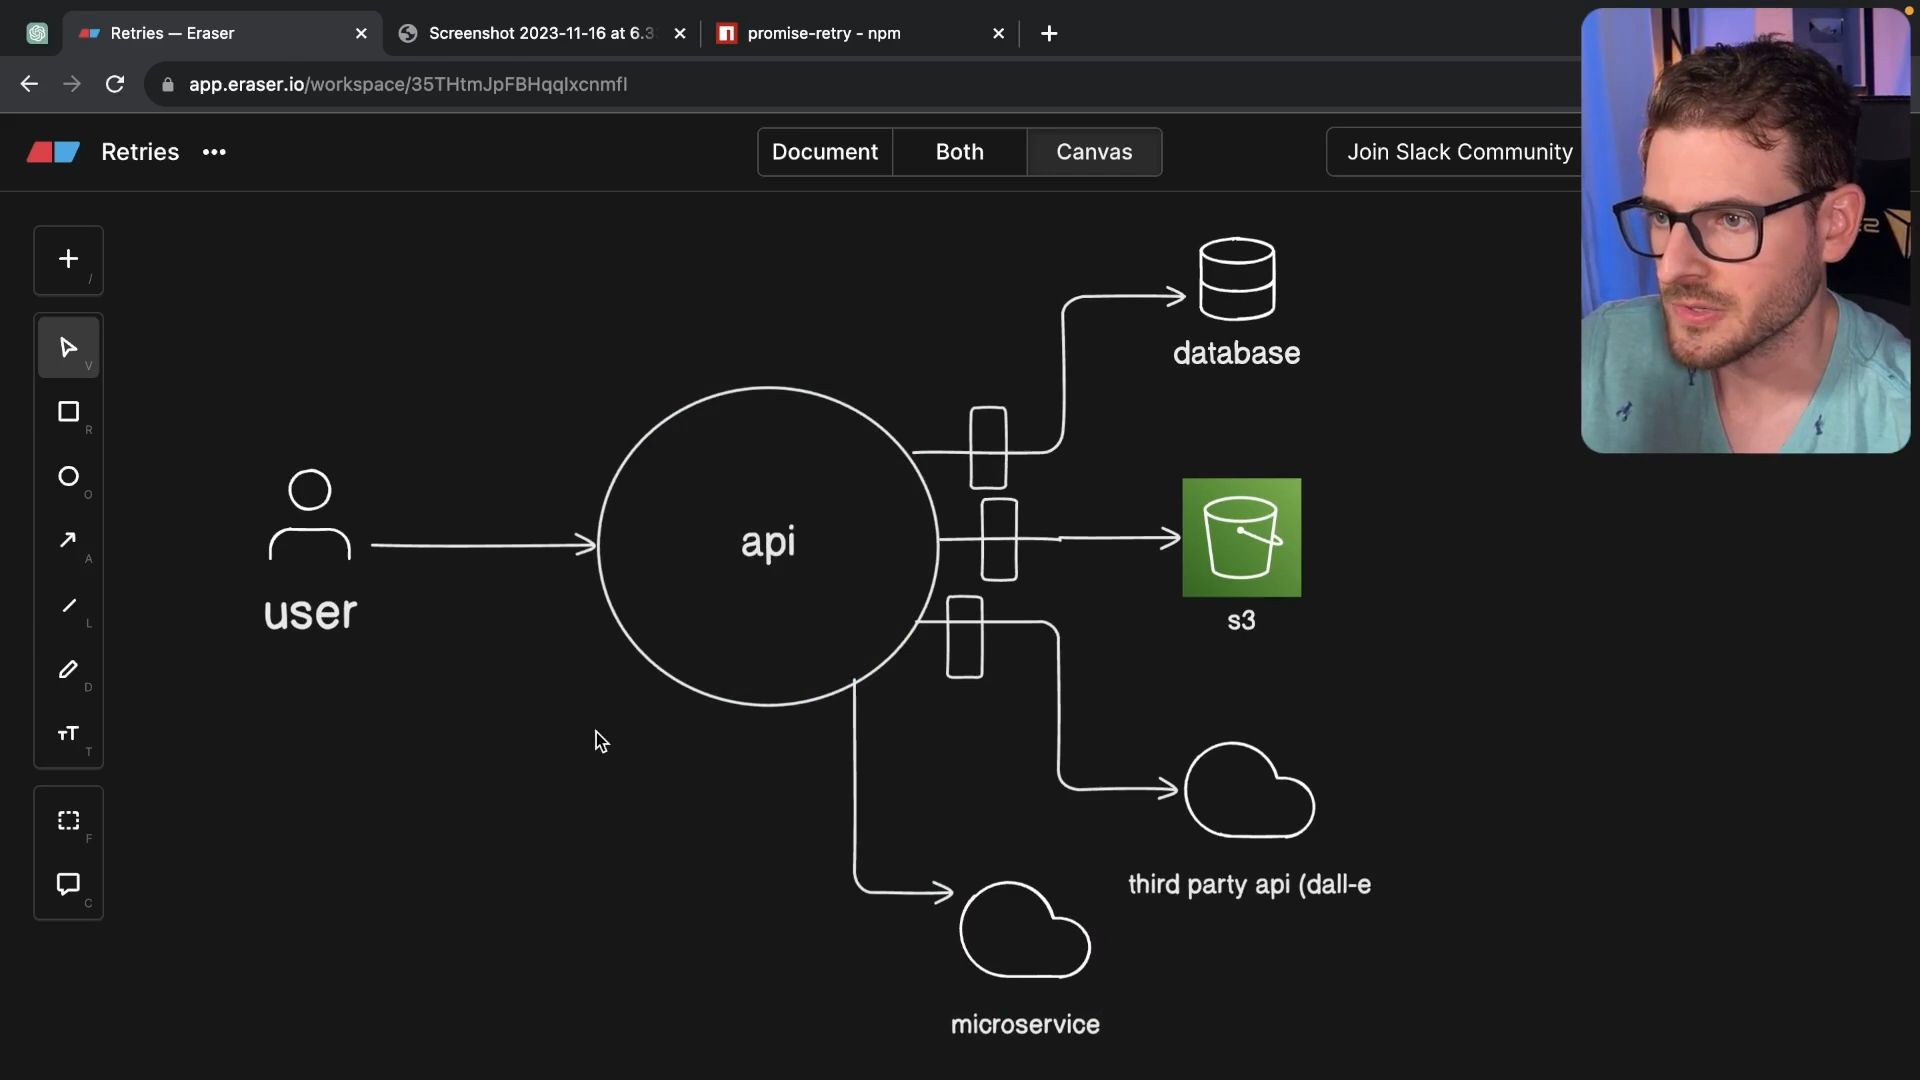 Retries — Eraser
Screenshot 2023-11-16 at 6.3
promise-retry - npm
app.eraser.io/workspace/35THtmJpFBHqqIxcnmfI
Retries
Document
Both
Canvas
Join Slack Community
/
V
R
O
A
L
D
T
F
C
user
api
database
s3
third party api (dall-e
microservice